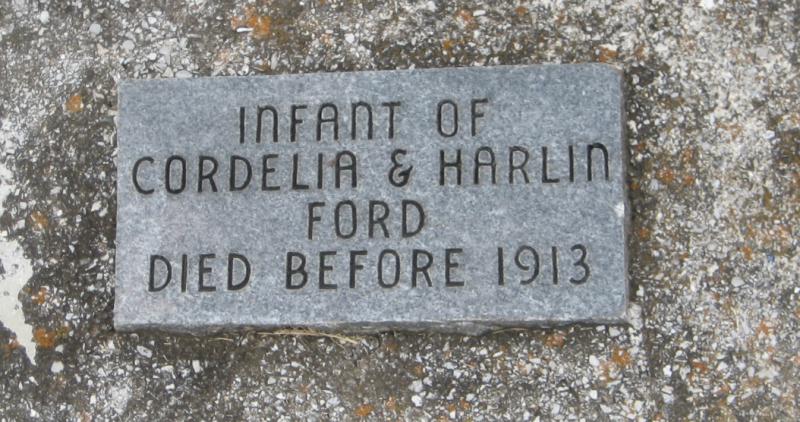 INFANT OF
CORDELIA & HARLIN
FORD
DIED BEFORE 1913